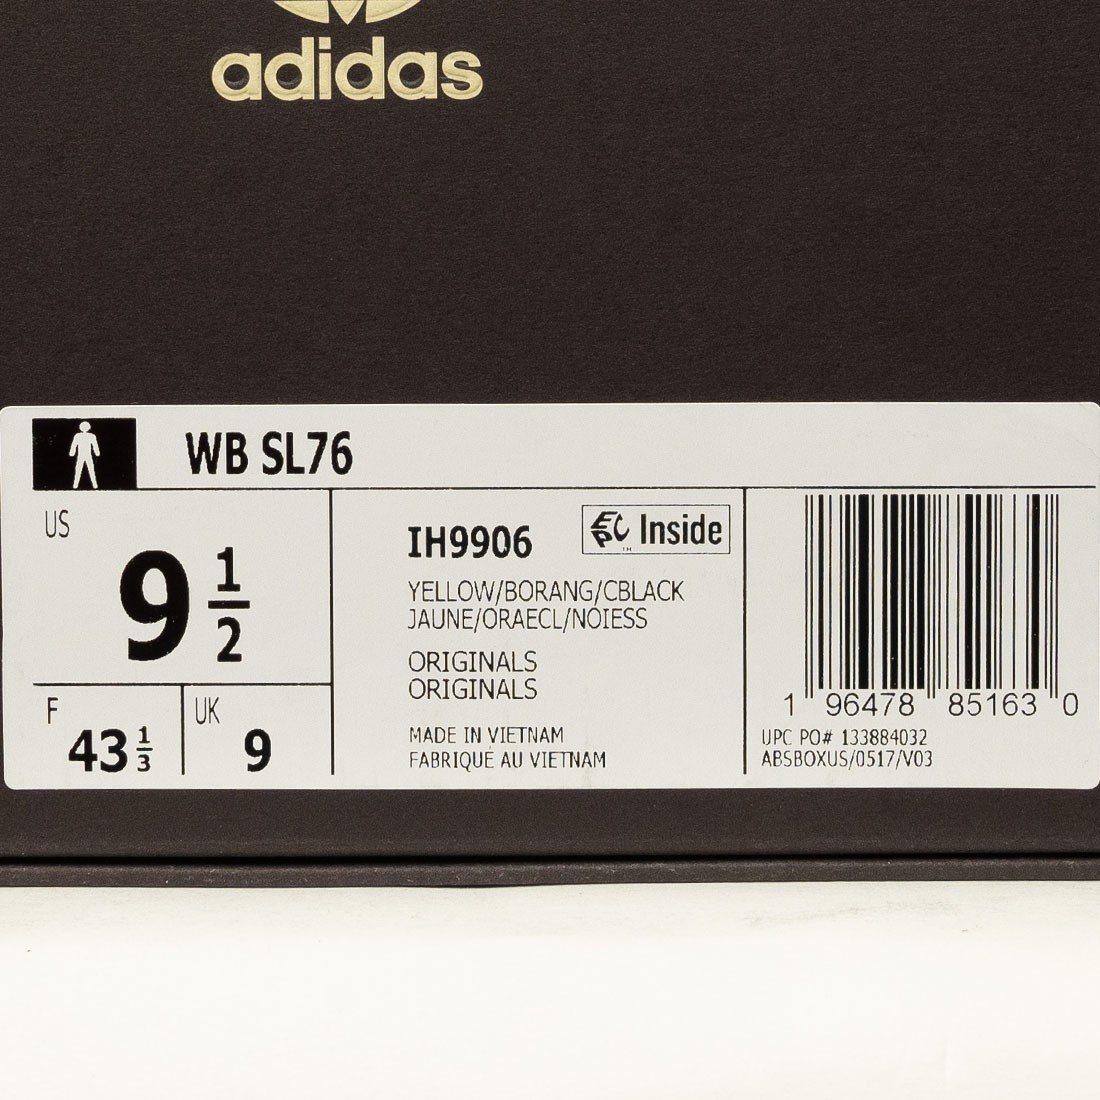 adidas
WB SL76
US
9 1/2
F
43 1/3
UK
9
IH9906
EPC Inside
TM
YELLOW/BORANG/CBLACK
JAUNE/ORAECL/NOIESS
ORIGINALS
ORIGINALS
MADE IN VIETNAM
FABRIQUÉ AU VIETNAM
1 96478 85163 0
UPC PO# 133884032
ABSBOXUS/0517/V03